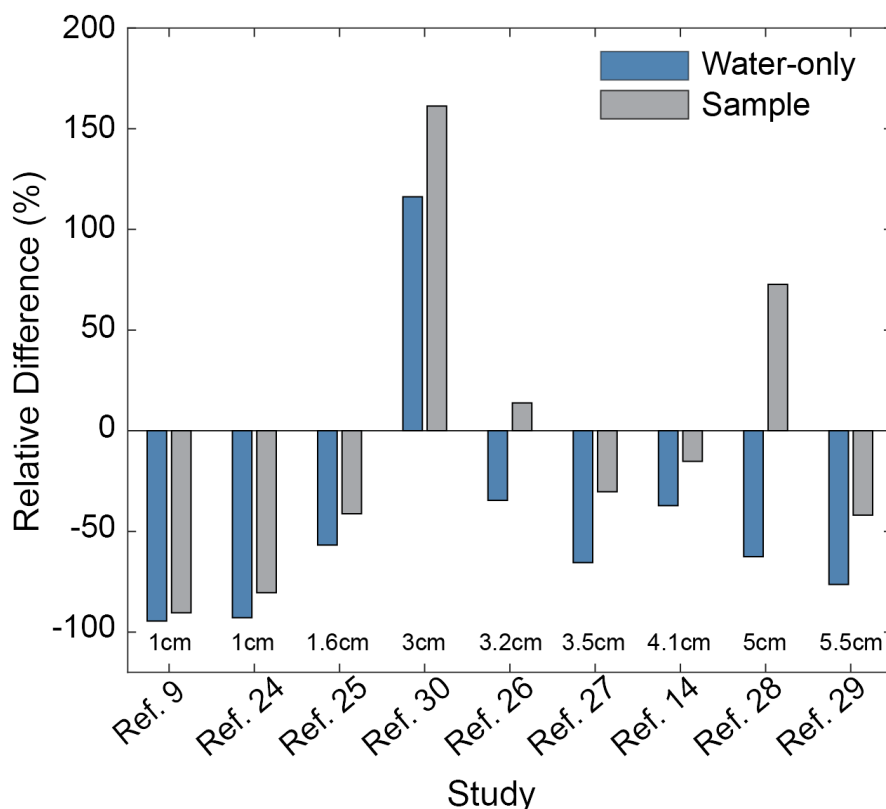 200
150
100
50
0
-50
-100
Relative Difference (%)
Water-only
Sample
1cm 1cm 1.6cm 3cm 3.2cm 3.5cm 4.1cm 5cm 5.5cm
Ref. 9 Ref. 24 Ref. 25 Ref. 30 Ref. 26 Ref. 27 Ref. 14 Ref. 28 Ref. 29
Study